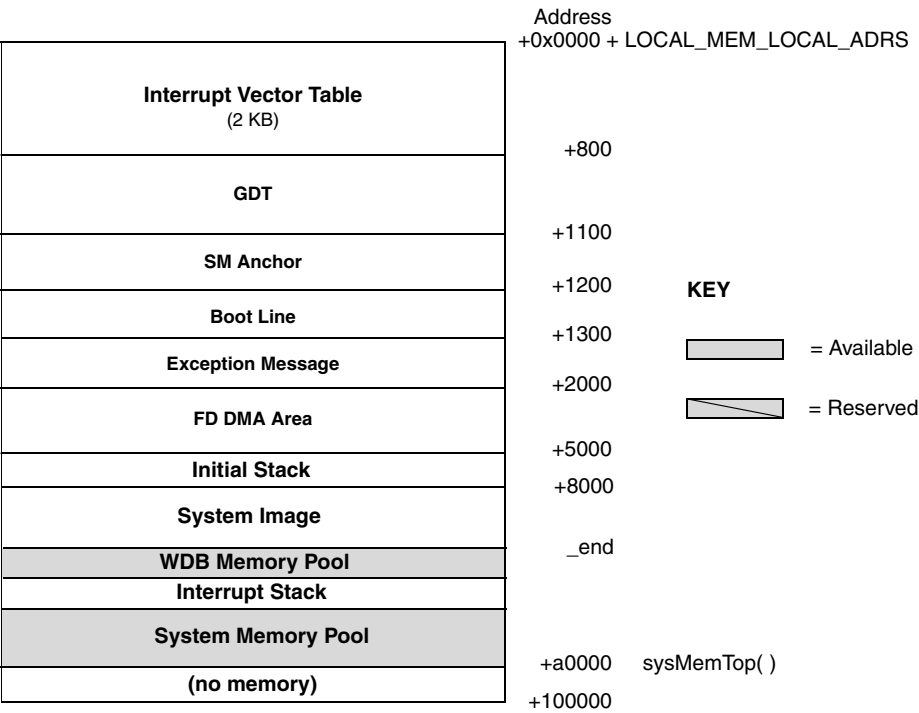 Address
+0x0000 + LOCAL_MEM_LOCAL_ADRS
Interrupt Vector Table
(2 KB)
+800
GDT
+1100
SM Anchor
+1200
KEY
Boot Line
+1300
= Available
Exception Message
+2000
= Reserved
FD DMA Area
+5000
Initial Stack
+8000
System Image
_end
WDB Memory Pool
Interrupt Stack
System Memory Pool
+a0000 sysMemTop( )
(no memory)
+100000